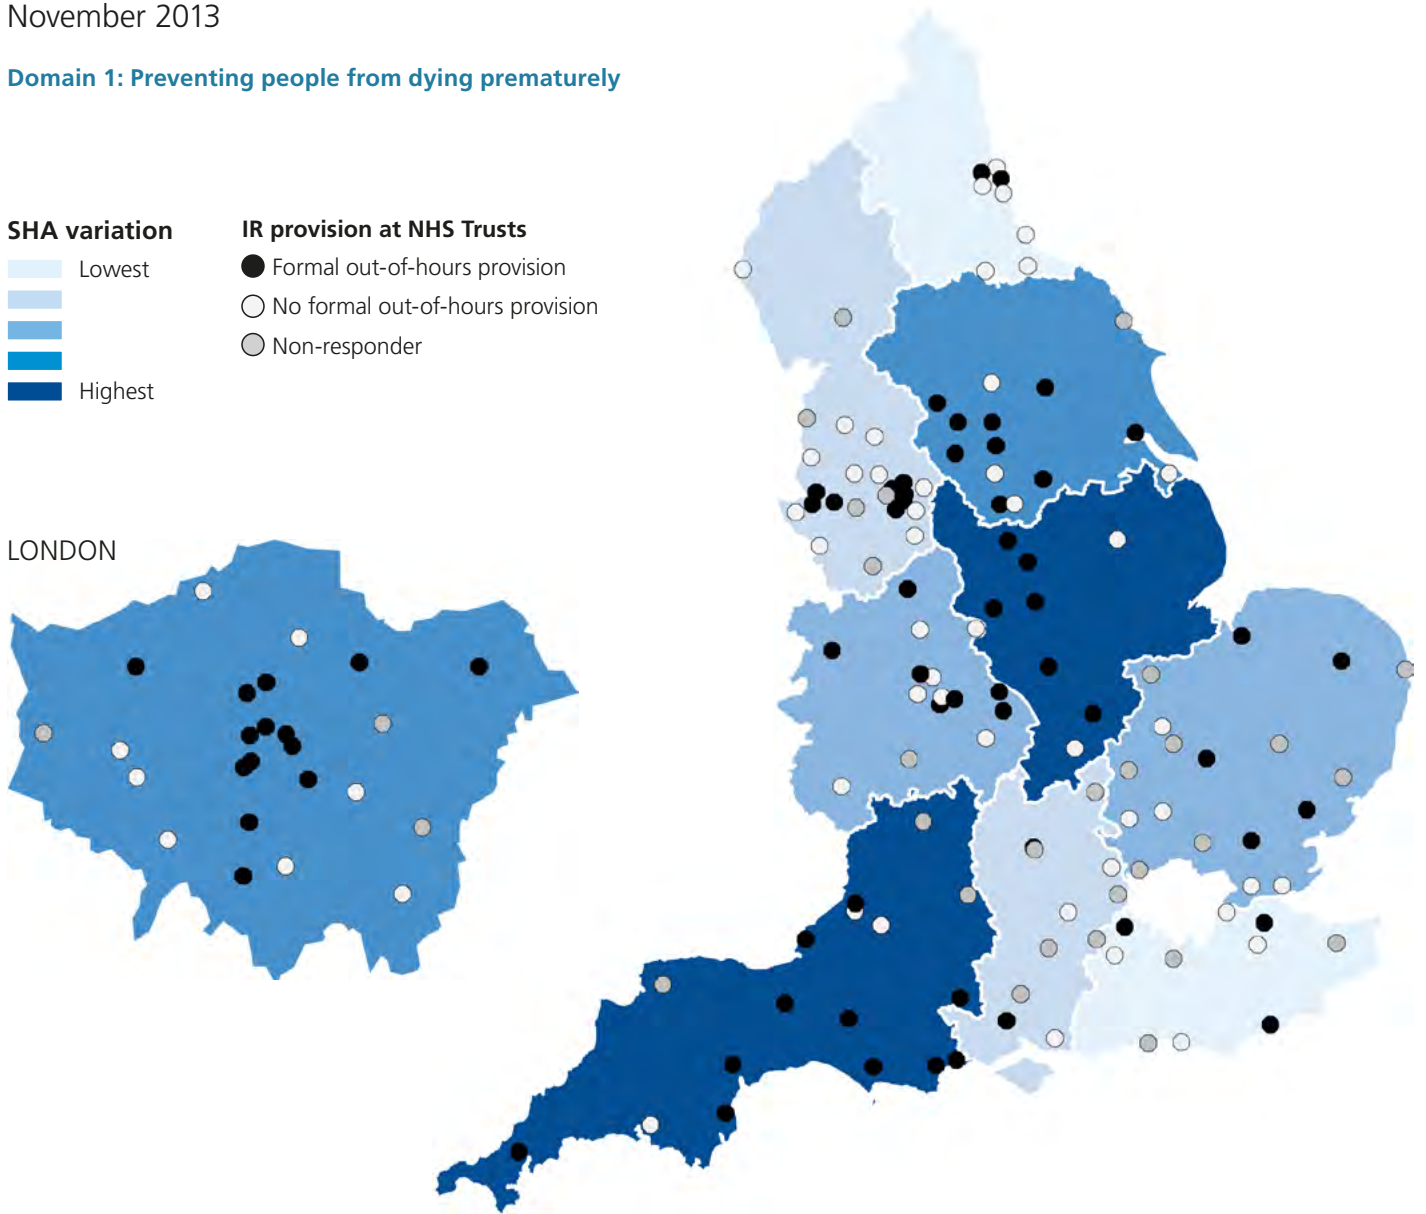 November 2013
Domain 1: Preventing people from dying prematurely
SHA variation
Lowest
Highest
IR provision at NHS Trusts
Formal out-of-hours provision
No formal out-of-hours provision
Non-responder
LONDON